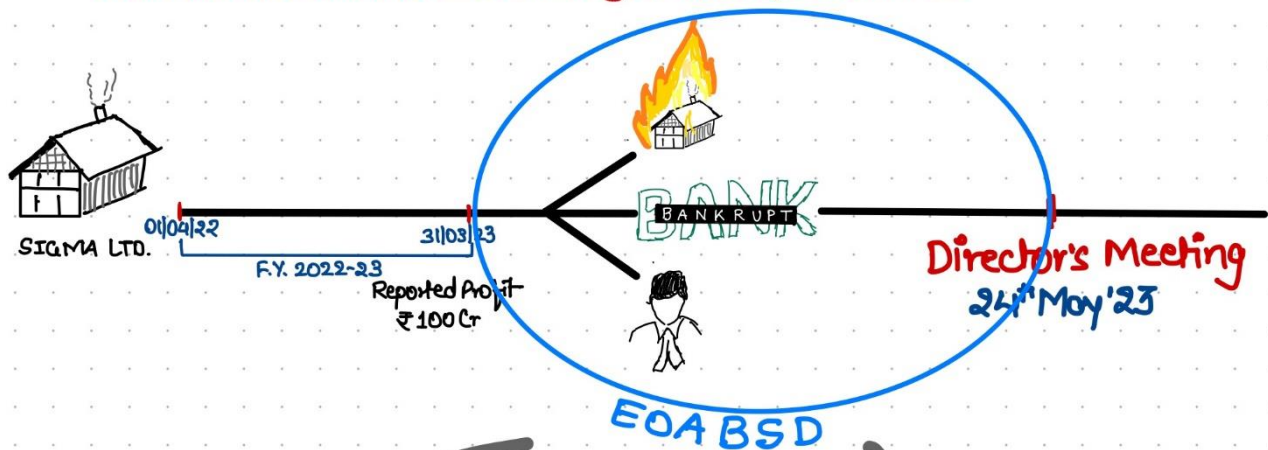 BANK
BANKRUPT
SIGMA LTD.
01/04/22
31/03/23
F.Y. 2022-23
Reported Profit
₹ 100 Cr
Director's Meeting
24th May '23
EOABSD